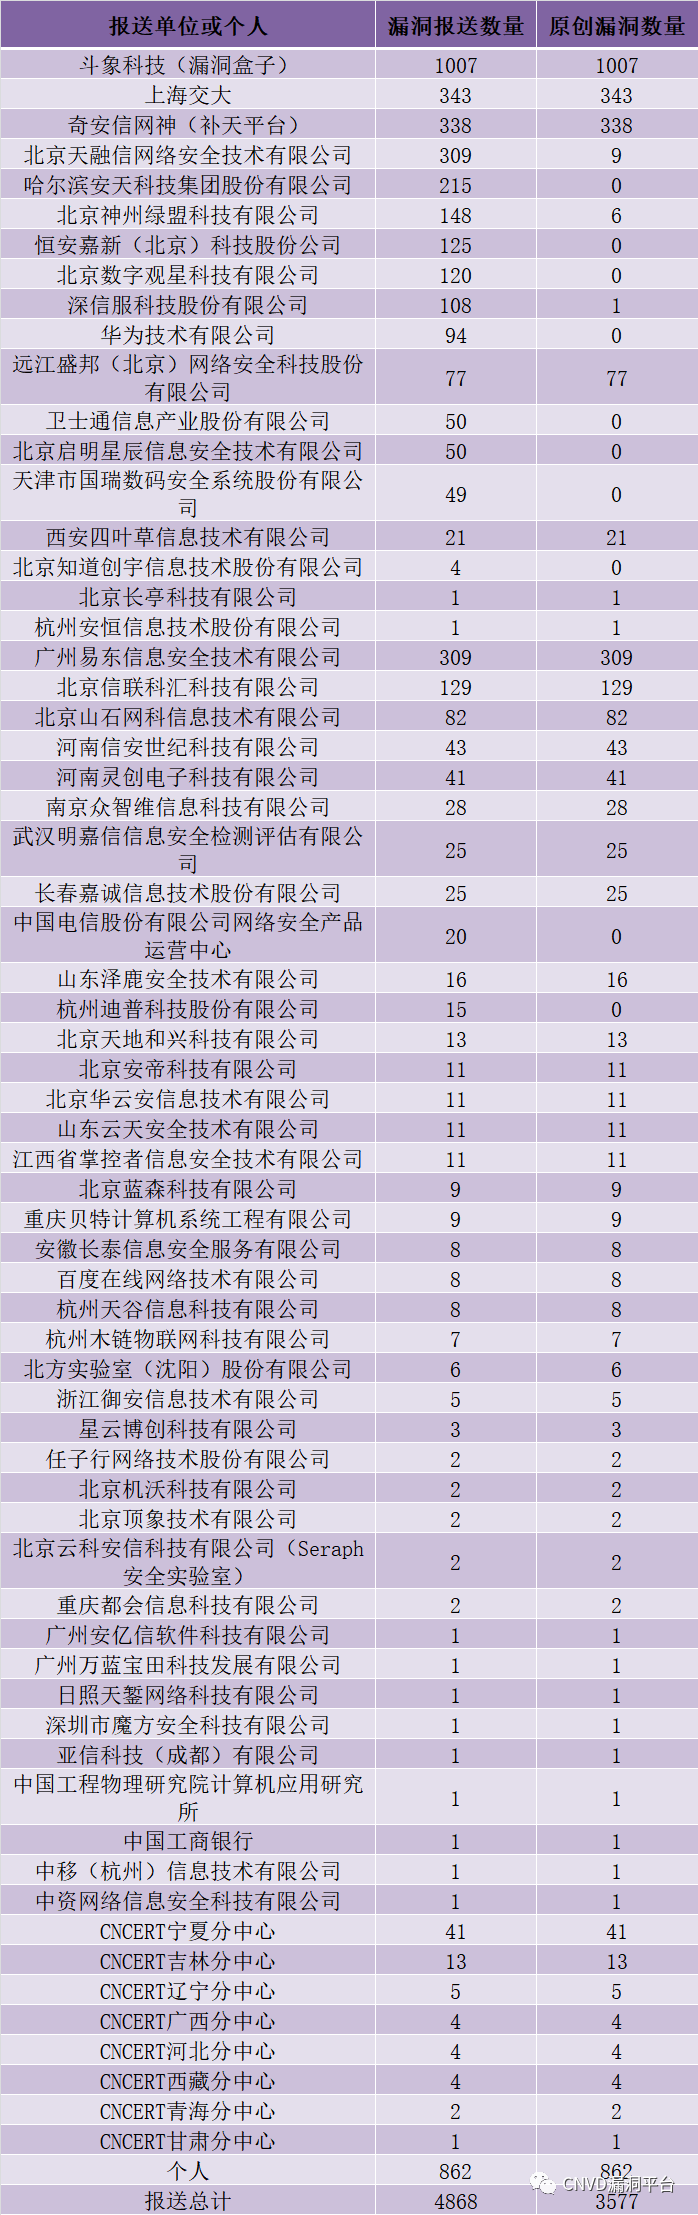 报送单位或个人 漏洞报送数量 原创漏洞数量
斗象科技（漏洞盒子） 1007 1007
上海交大 343 343
奇安信网神（补天平台） 338 338
北京天融信网络安全技术有限公司 309 9
哈尔滨安天科技集团股份有限公司 215 0
北京神州绿盟科技有限公司 148 6
恒安嘉新（北京）科技股份公司 125 0
北京数字观星科技有限公司 120 0
深信服科技股份有限公司 108 1
华为技术有限公司 94 0
远江盛邦（北京）网络安全科技股份
有限公司 77 77
卫士通信息产业股份有限公司 50 0
北京启明星辰信息安全技术有限公司 50 0
天津市国瑞数码安全系统股份有限公
司 49 0
西安四叶草信息技术有限公司 21 21
北京知道创宇信息技术股份有限公司 4 0
北京长亭科技有限公司 1 1
杭州安恒信息技术股份有限公司 1 1
广州易东信息安全技术有限公司 309 309
北京信联科汇科技有限公司 129 129
北京山石网科信息技术有限公司 82 82
河南信安世纪科技有限公司 43 43
河南灵创电子科技有限公司 41 41
南京众智维信息科技有限公司 28 28
武汉明嘉信信息安全检测评估有限公
司 25 25
长春嘉诚信息技术股份有限公司 25 25
中国电信股份有限公司网络安全产品
运营中心 20 0
山东泽鹿安全技术有限公司 16 16
杭州迪普科技股份有限公司 15 0
北京天地和兴科技有限公司 13 13
北京安帝科技有限公司 11 11
北京华云安信息技术有限公司 11 11
山东云天安全技术有限公司 11 11
江西省掌控者信息安全技术有限公司 11 11
北京蓝森科技有限公司 9 9
重庆贝特计算机系统工程有限公司 9 9
安徽长泰信息安全服务有限公司 8 8
百度在线网络技术有限公司 8 8
杭州天谷信息科技有限公司 8 8
杭州木链物联网科技有限公司 7 7
北方实验室（沈阳）股份有限公司 6 6
浙江御安信息技术有限公司 5 5
星云博创科技有限公司 3 3
任子行网络技术股份有限公司 2 2
北京机沃科技有限公司 2 2
北京顶象技术有限公司 2 2
北京云科安信科技有限公司（Seraph
安全实验室） 2 2
重庆都会信息科技有限公司 2 2
广州安亿信软件科技有限公司 1 1
广州万蓝宝田科技发展有限公司 1 1
日照天錾网络科技有限公司 1 1
深圳市魔方安全科技有限公司 1 1
亚信科技（成都）有限公司 1 1
中国工程物理研究院计算机应用研究
所 1 1
中国工商银行 1 1
中移（杭州）信息技术有限公司 1 1
中资网络信息安全科技有限公司 1 1
CNCERT宁夏分中心 41 41
CNCERT吉林分中心 13 13
CNCERT辽宁分中心 5 5
CNCERT广西分中心 4 4
CNCERT河北分中心 4 4
CNCERT西藏分中心 4 4
CNCERT青海分中心 2 2
CNCERT甘肃分中心 1 1
个人 862 862
CNVD漏洞平台
报送总计 4868 3577